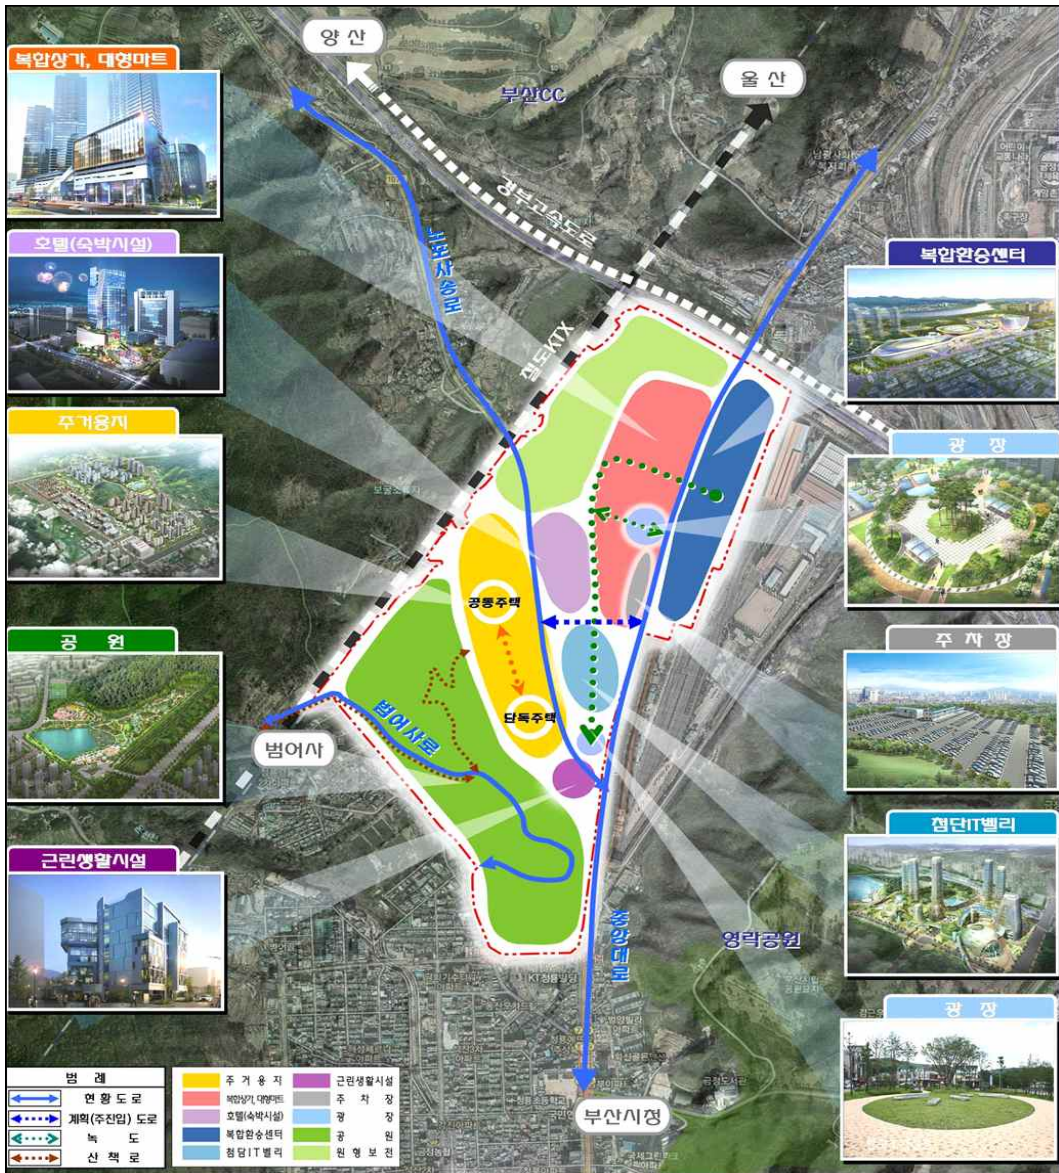 양 산
복합상가, 대형마트
부산CC
울 산
경부고속도로
호텔(숙박시설)
노포사송로
복합환승센터
철도KTX
주거용지
광 장
공동주택
공 원
주 차 장
단독주택
범어사로
범어사
첨단IT밸리
근린생활시설
영락공원
중앙대로
광 장
부산시청
범 례
현황도로
계획(주진입) 도로
녹 도
산 책 로
주 거 용 지
복합상가, 대형마트
호텔(숙박시설)
복합환승센터
첨담IT벨리
근린생활시설
주 차 장
광 장
공 원
원 형 보 전